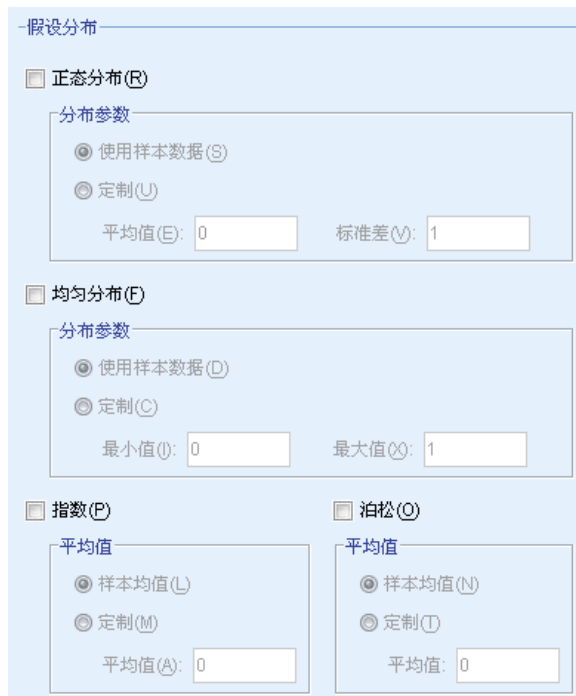 假设分布
正态分布(R)
分布参数
使用样本数据(S)
定制(U)
平均值(E): 0 标准差(V): 1
均匀分布(F)
分布参数
使用样本数据(D)
定制(C)
最小值(I): 0 最大值(X): 1
指数(P) 泊松(O)
平均值 平均值
样本均值(L) 样本均值(N)
定制(M) 定制(T)
平均值(A): 0 平均值: 0